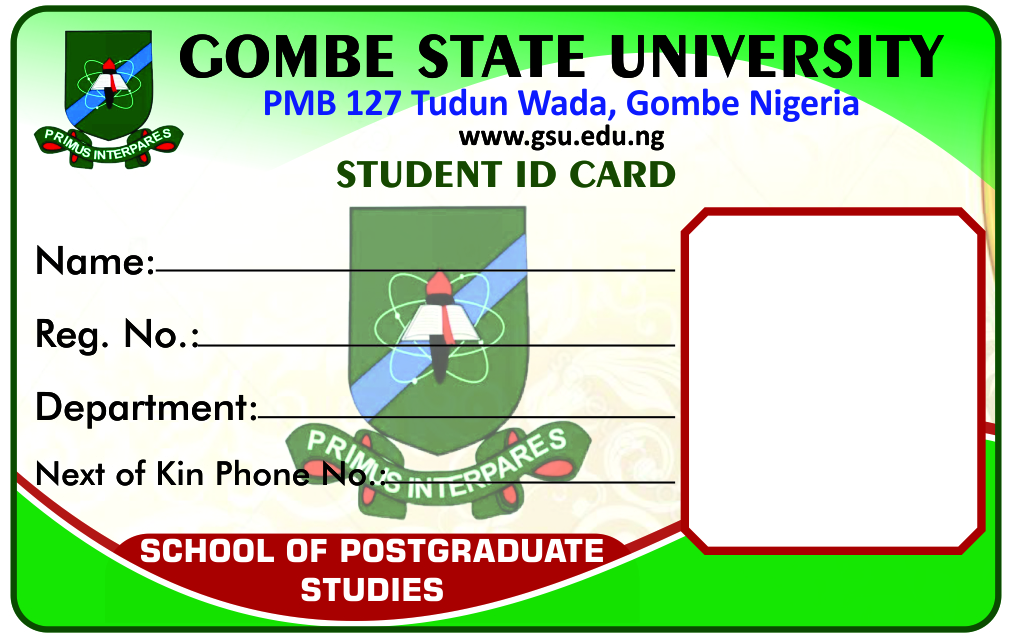 GOMBE STATE UNIVERSITY
PMB 127 Tudun Wada, Gombe Nigeria
www.gsu.edu.ng
STUDENT ID CARD
PRIMUS INTERPARES
Name:
Reg. No.:
Department:
Next of Kin Phone No.:
PRIMUS INTERPARES
SCHOOL OF POSTGRADUATE
STUDIES